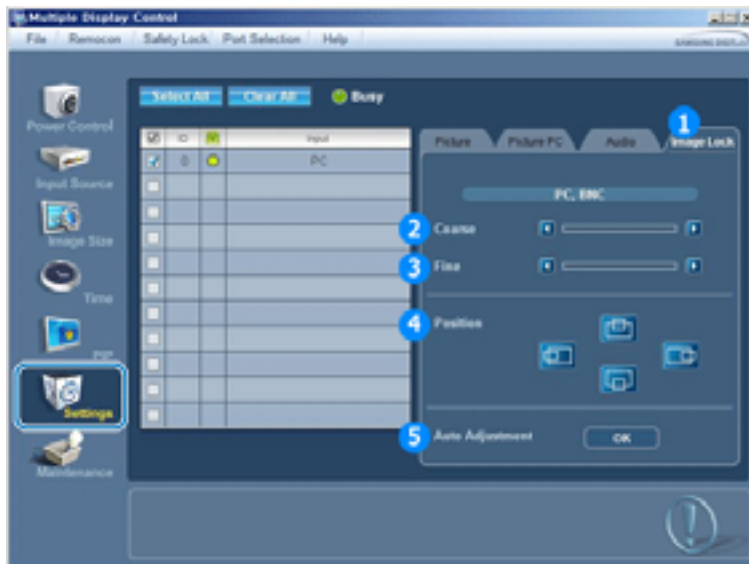 Multiple Display Control
File Remocon Safety Lock Port Selection Help
Select All Clear All Busy
Power Control
Input Source
Image Size
Time
PIP
Settings
Maintenance
ID Input
0 PC
1
Picture Picture PC Audio Image Lock
PC, BNC
2 Coarse
3 Fine
4 Position
5 Auto Adjustment OK